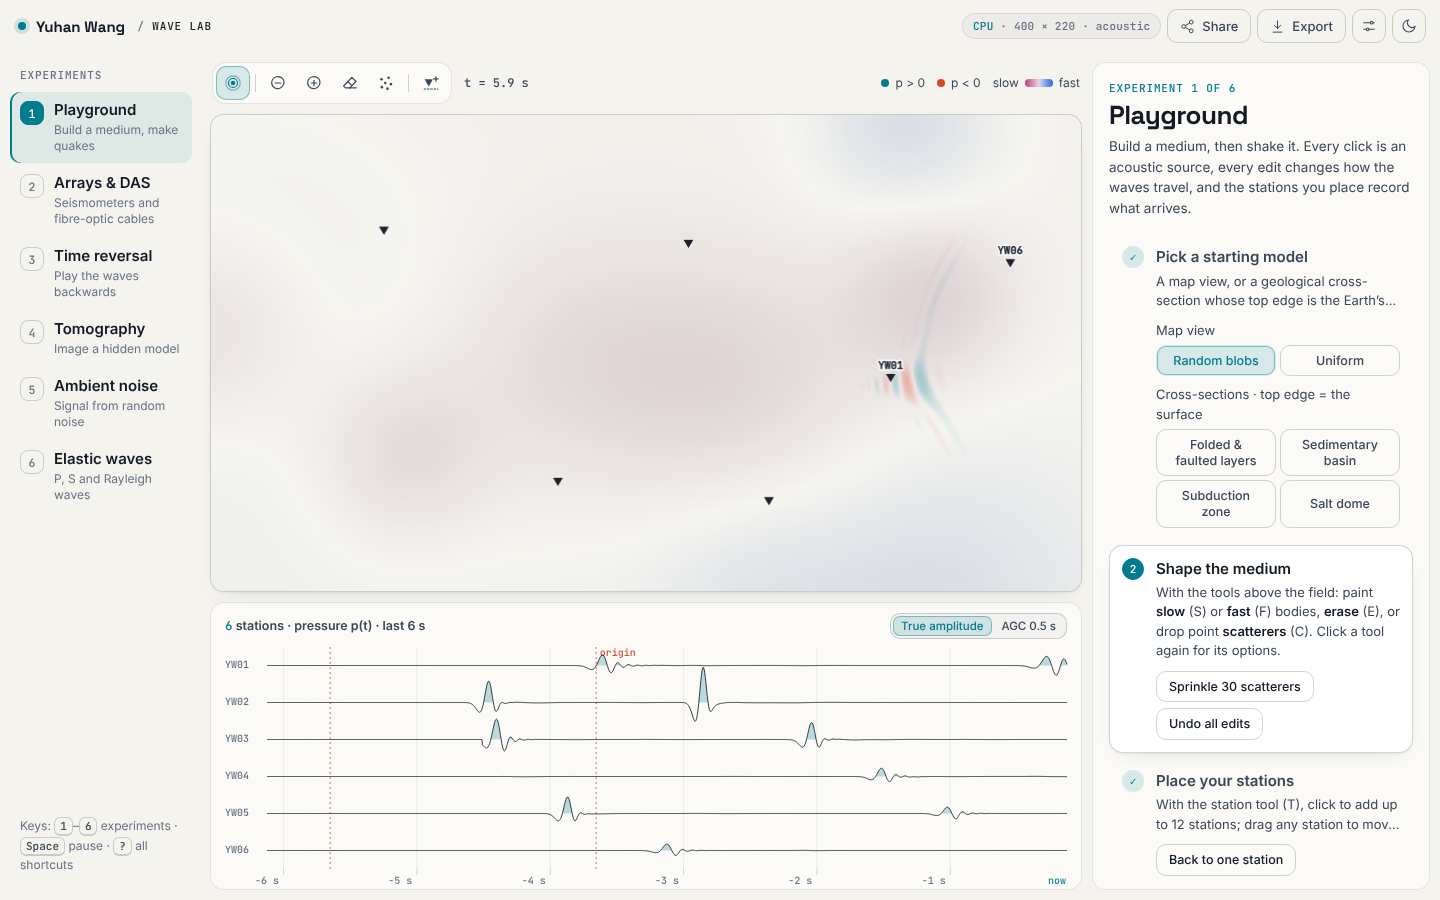 Yuhan Wang / WAVE LAB
CPU · 400 × 220 · acoustic
Share
Export
EXPERIMENTS
1
Playground
Build a medium, make
quakes
2
Arrays & DAS
Seismometers and
fibre-optic cables
3
Time reversal
Play the waves
backwards
4
Tomography
Image a hidden model
5
Ambient noise
Signal from random
noise
6
Elastic waves
P, S and Rayleigh
waves
Keys: 1–6 experiments ·
Space pause · ? all
shortcuts
t = 5.9 s
p > 0
p < 0
slow
fast
YW06
YW01
6 stations · pressure p(t) · last 6 s
True amplitude
AGC 0.5 s
origin
YW01
YW02
YW03
YW04
YW05
YW06
-6 s
-5 s
-4 s
-3 s
-2 s
-1 s
now
EXPERIMENT 1 OF 6
Playground
Build a medium, then shake it. Every click is an
acoustic source, every edit changes how the
waves travel, and the stations you place record
what arrives.
✓
Pick a starting model
A map view, or a geological cross-
section whose top edge is the Earth's...
Map view
Random blobs
Uniform
Cross-sections · top edge = the
surface
Folded &
faulted layers
Sedimentary
basin
Subduction
zone
Salt dome
2
Shape the medium
With the tools above the field: paint
slow (S) or fast (F) bodies, erase (E), or
drop point scatterers (C). Click a tool
again for its options.
Sprinkle 30 scatterers
Undo all edits
✓
Place your stations
With the station tool (T), click to add up
to 12 stations; drag any station to mov...
Back to one station